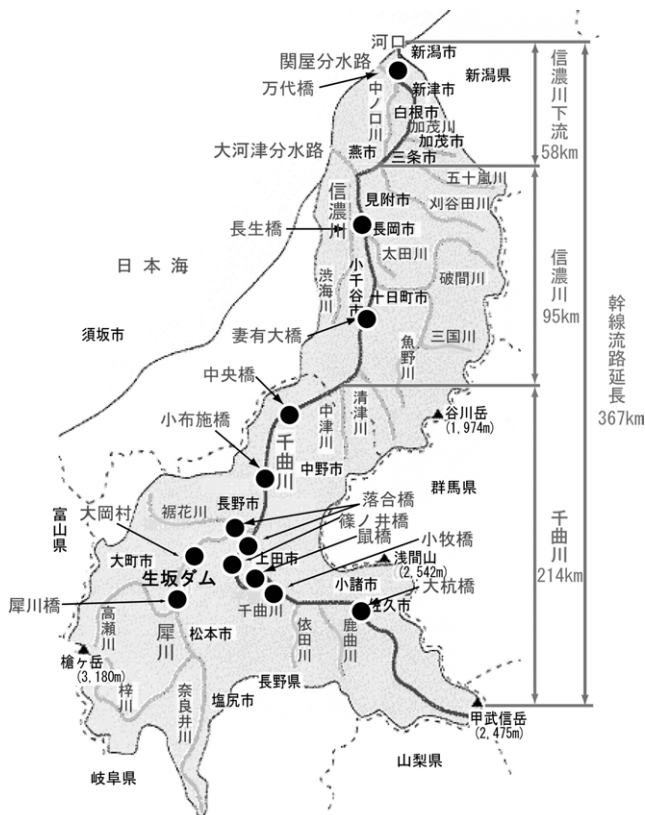 河口
新潟市
関屋分水路
万代橋
中ノ口川
新津市
新潟県
白根市
加茂川
加茂市
大河津分水路
燕市
三条市
信濃川下流
58km
五十嵐川
信濃川
見附市
刈谷田川
長生橋
長岡市
太田川
日本海
渋海川
小千谷市
破間川
十日町市
信濃川
95km
須坂市
妻有大橋
三国川
魚野川
幹線流路延長
367km
中央橋
中津川
清津川
谷川岳
(1,974m)
小布施橋
千曲川
中野市
群馬県
富山県
長野市
裾花川
落合橋
篠ノ井橋
鼠橋
小牧橋
大岡村
大町市
上田市
浅間山
(2,542m)
千曲川
214km
生坂ダム
小諸市
大杭橋
犀川橋
千曲川
佐久市
高瀬川
犀川
松本市
依田川
鹿曲川
槍ヶ岳
(3,180m)
梓川
奈良井川
長野県
塩尻市
甲武信岳
(2,475m)
岐阜県
山梨県